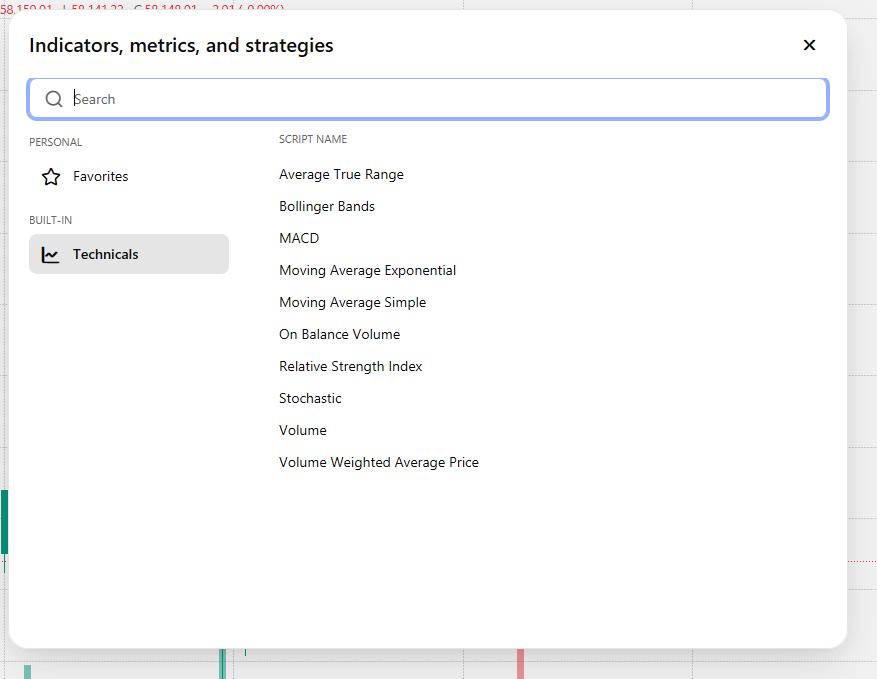 Indicators, metrics, and strategies
Search
PERSONAL
Favorites
BUILT-IN
Technicals
SCRIPT NAME
Average True Range
Bollinger Bands
MACD
Moving Average Exponential
Moving Average Simple
On Balance Volume
Relative Strength Index
Stochastic
Volume
Volume Weighted Average Price